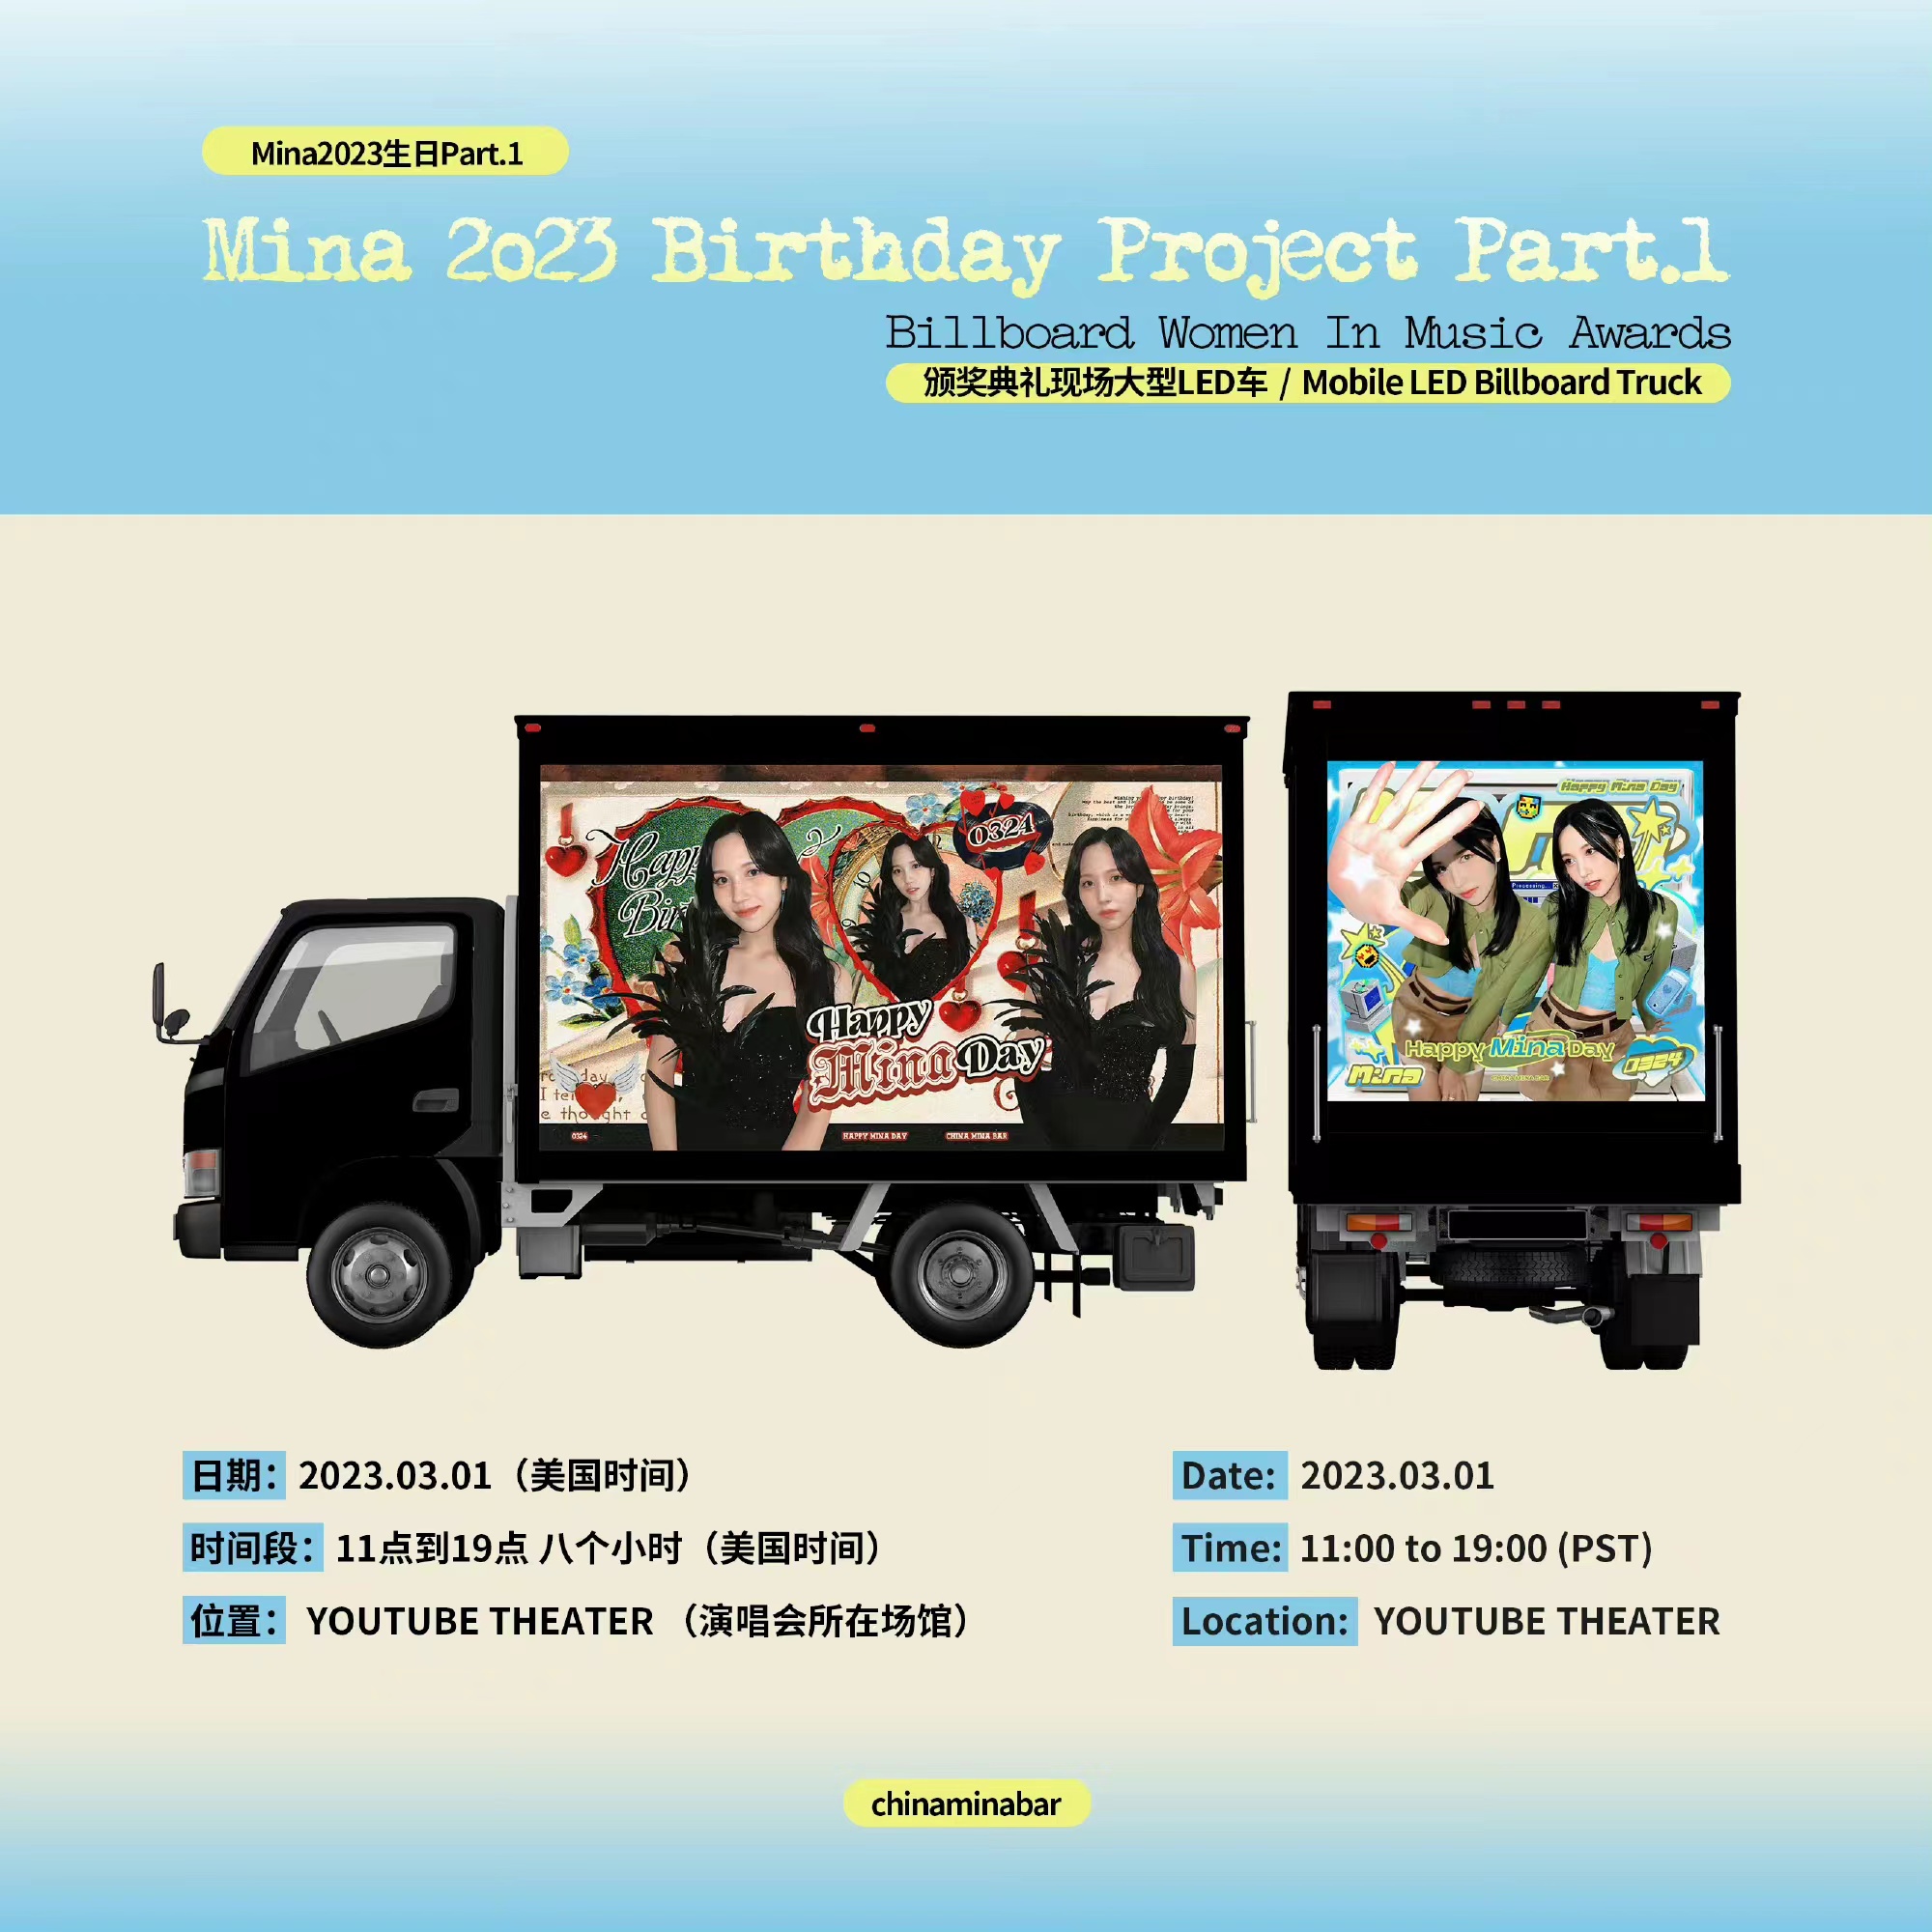 Mina2023生日Part.1
Mina 2023 Birthday Project Part.1
Billboard Women In Music Awards
颁奖典礼现场大型LED车 / Mobile LED Billboard Truck
0324
Happy
Mina Day
0324
HAPPY MINA DAY
CHINA MINA BAR
Happy Mina Day
Processing...
Happy Mina Day
Mina
0324
日期： 2023.03.01（美国时间）
时间段： 11点到19点 八个小时（美国时间）
位置： YOUTUBE THEATER （演唱会所在场馆）
Date: 2023.03.01
Time: 11:00 to 19:00 (PST)
Location: YOUTUBE THEATER
chinaminabar